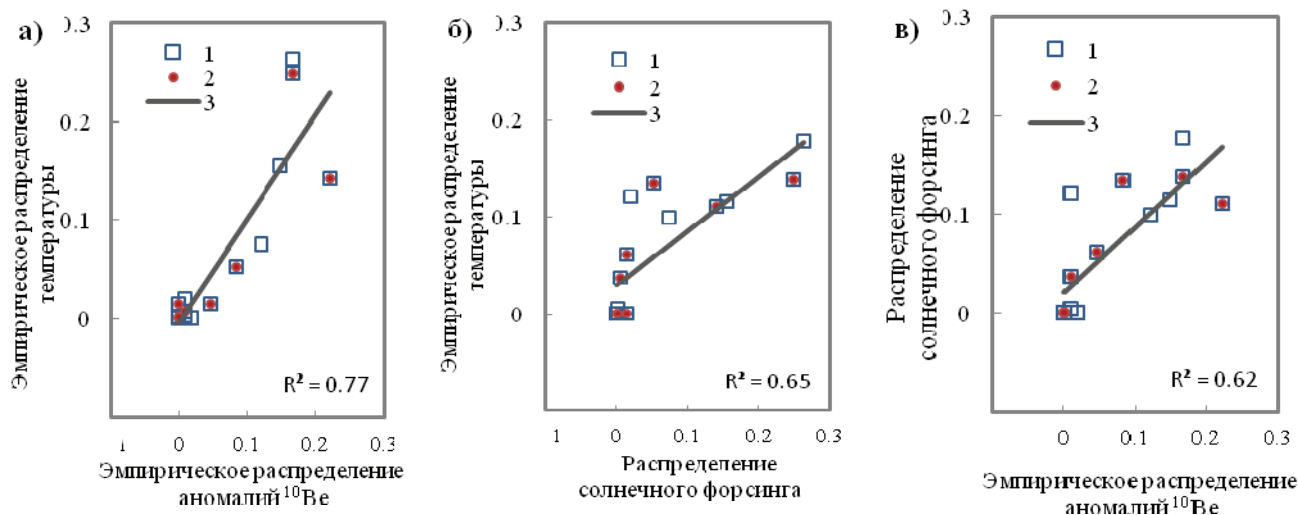 а)
0.3
0.2
0.1
0
Эмпирическое распределение
температуры
1
2
3
R² = 0.77
1 0 0.1 0.2 0.3
Эмпирическое распределение
аномалий ¹⁰Be
б)
0.3
0.2
0.1
0
Эмпирическое распределение
температуры
1
2
3
R² = 0.65
1 0 0.1 0.2 0.3
Распределение
солнечного форсинга
в)
0.3
0.2
0.1
0
Распределение
солнечного форсинга
1
2
3
R² = 0.62
0 0.1 0.2 0.3
Эмпирическое распределение
аномалий ¹⁰Be